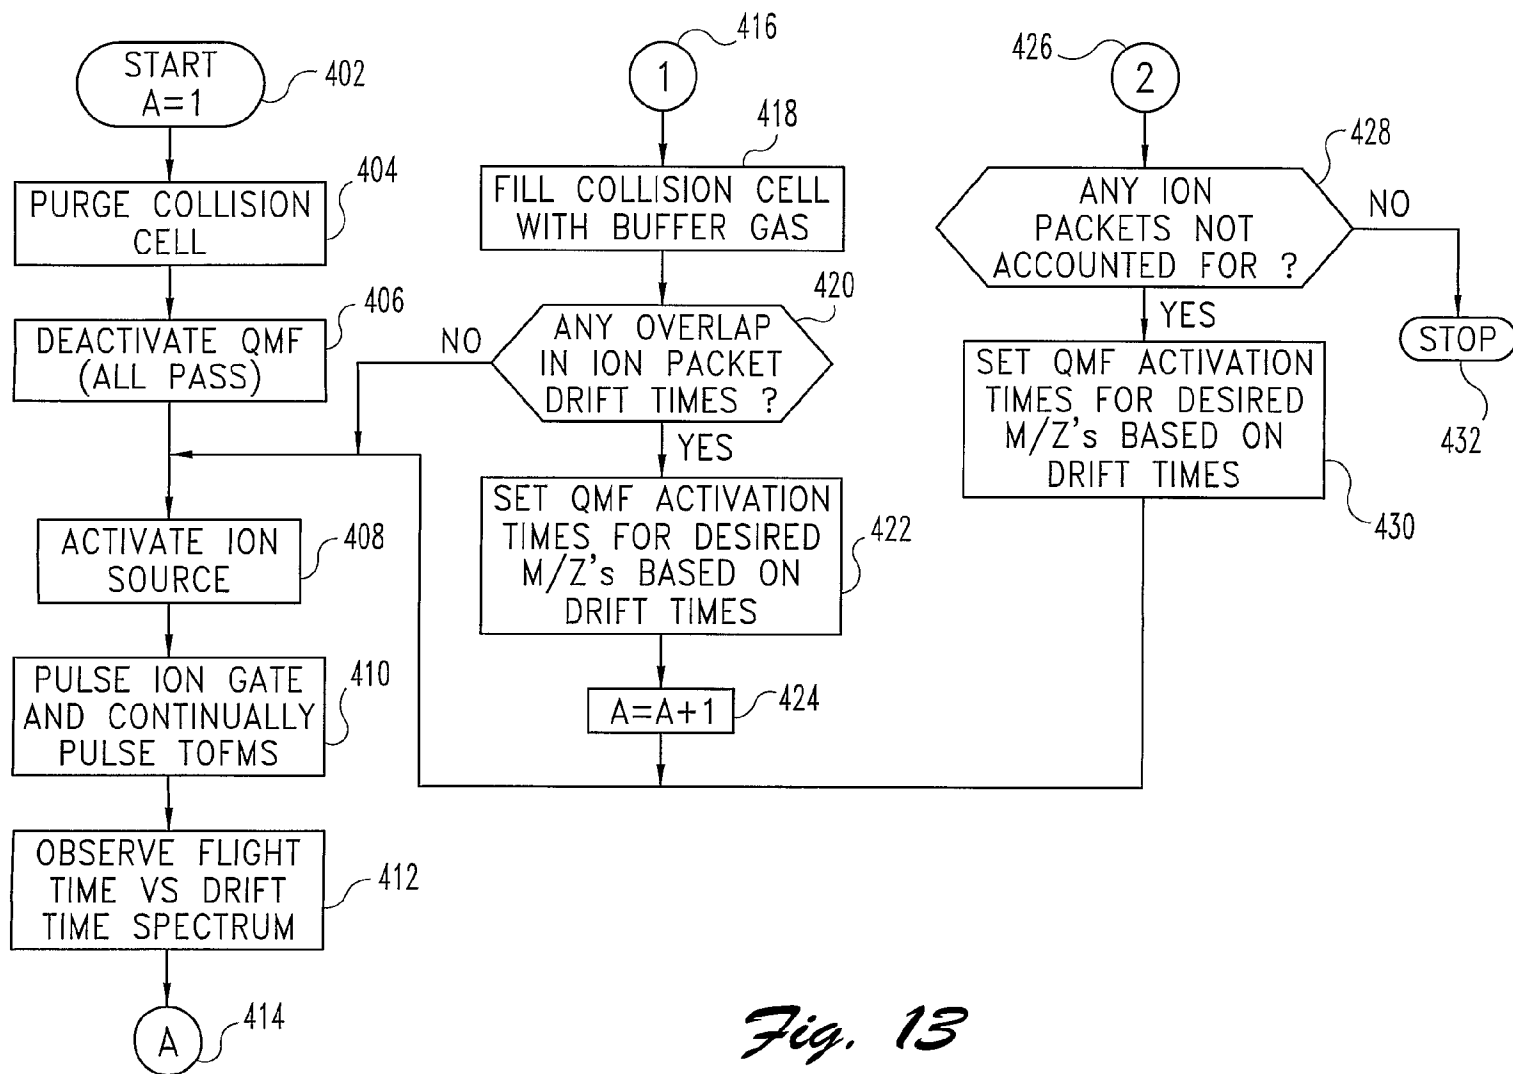 START
A=1
402
PURGE COLLISION
CELL
404
DEACTIVATE QMF
(ALL PASS)
406
ACTIVATE ION
SOURCE
408
PULSE ION GATE
AND CONTINUALLY
PULSE TOFMS
410
OBSERVE FLIGHT
TIME VS DRIFT
TIME SPECTRUM
412
A
414
1
416
FILL COLLISION CELL
WITH BUFFER GAS
418
ANY OVERLAP
IN ION PACKET
DRIFT TIMES ?
420
NO
YES
SET QMF ACTIVATION
TIMES FOR DESIRED
M/Z's BASED ON
DRIFT TIMES
422
A=A+1
424
2
426
ANY ION
PACKETS NOT
ACCOUNTED FOR ?
428
NO
YES
STOP
432
SET QMF ACTIVATION
TIMES FOR DESIRED
M/Z's BASED ON
DRIFT TIMES
430
Fig. 13